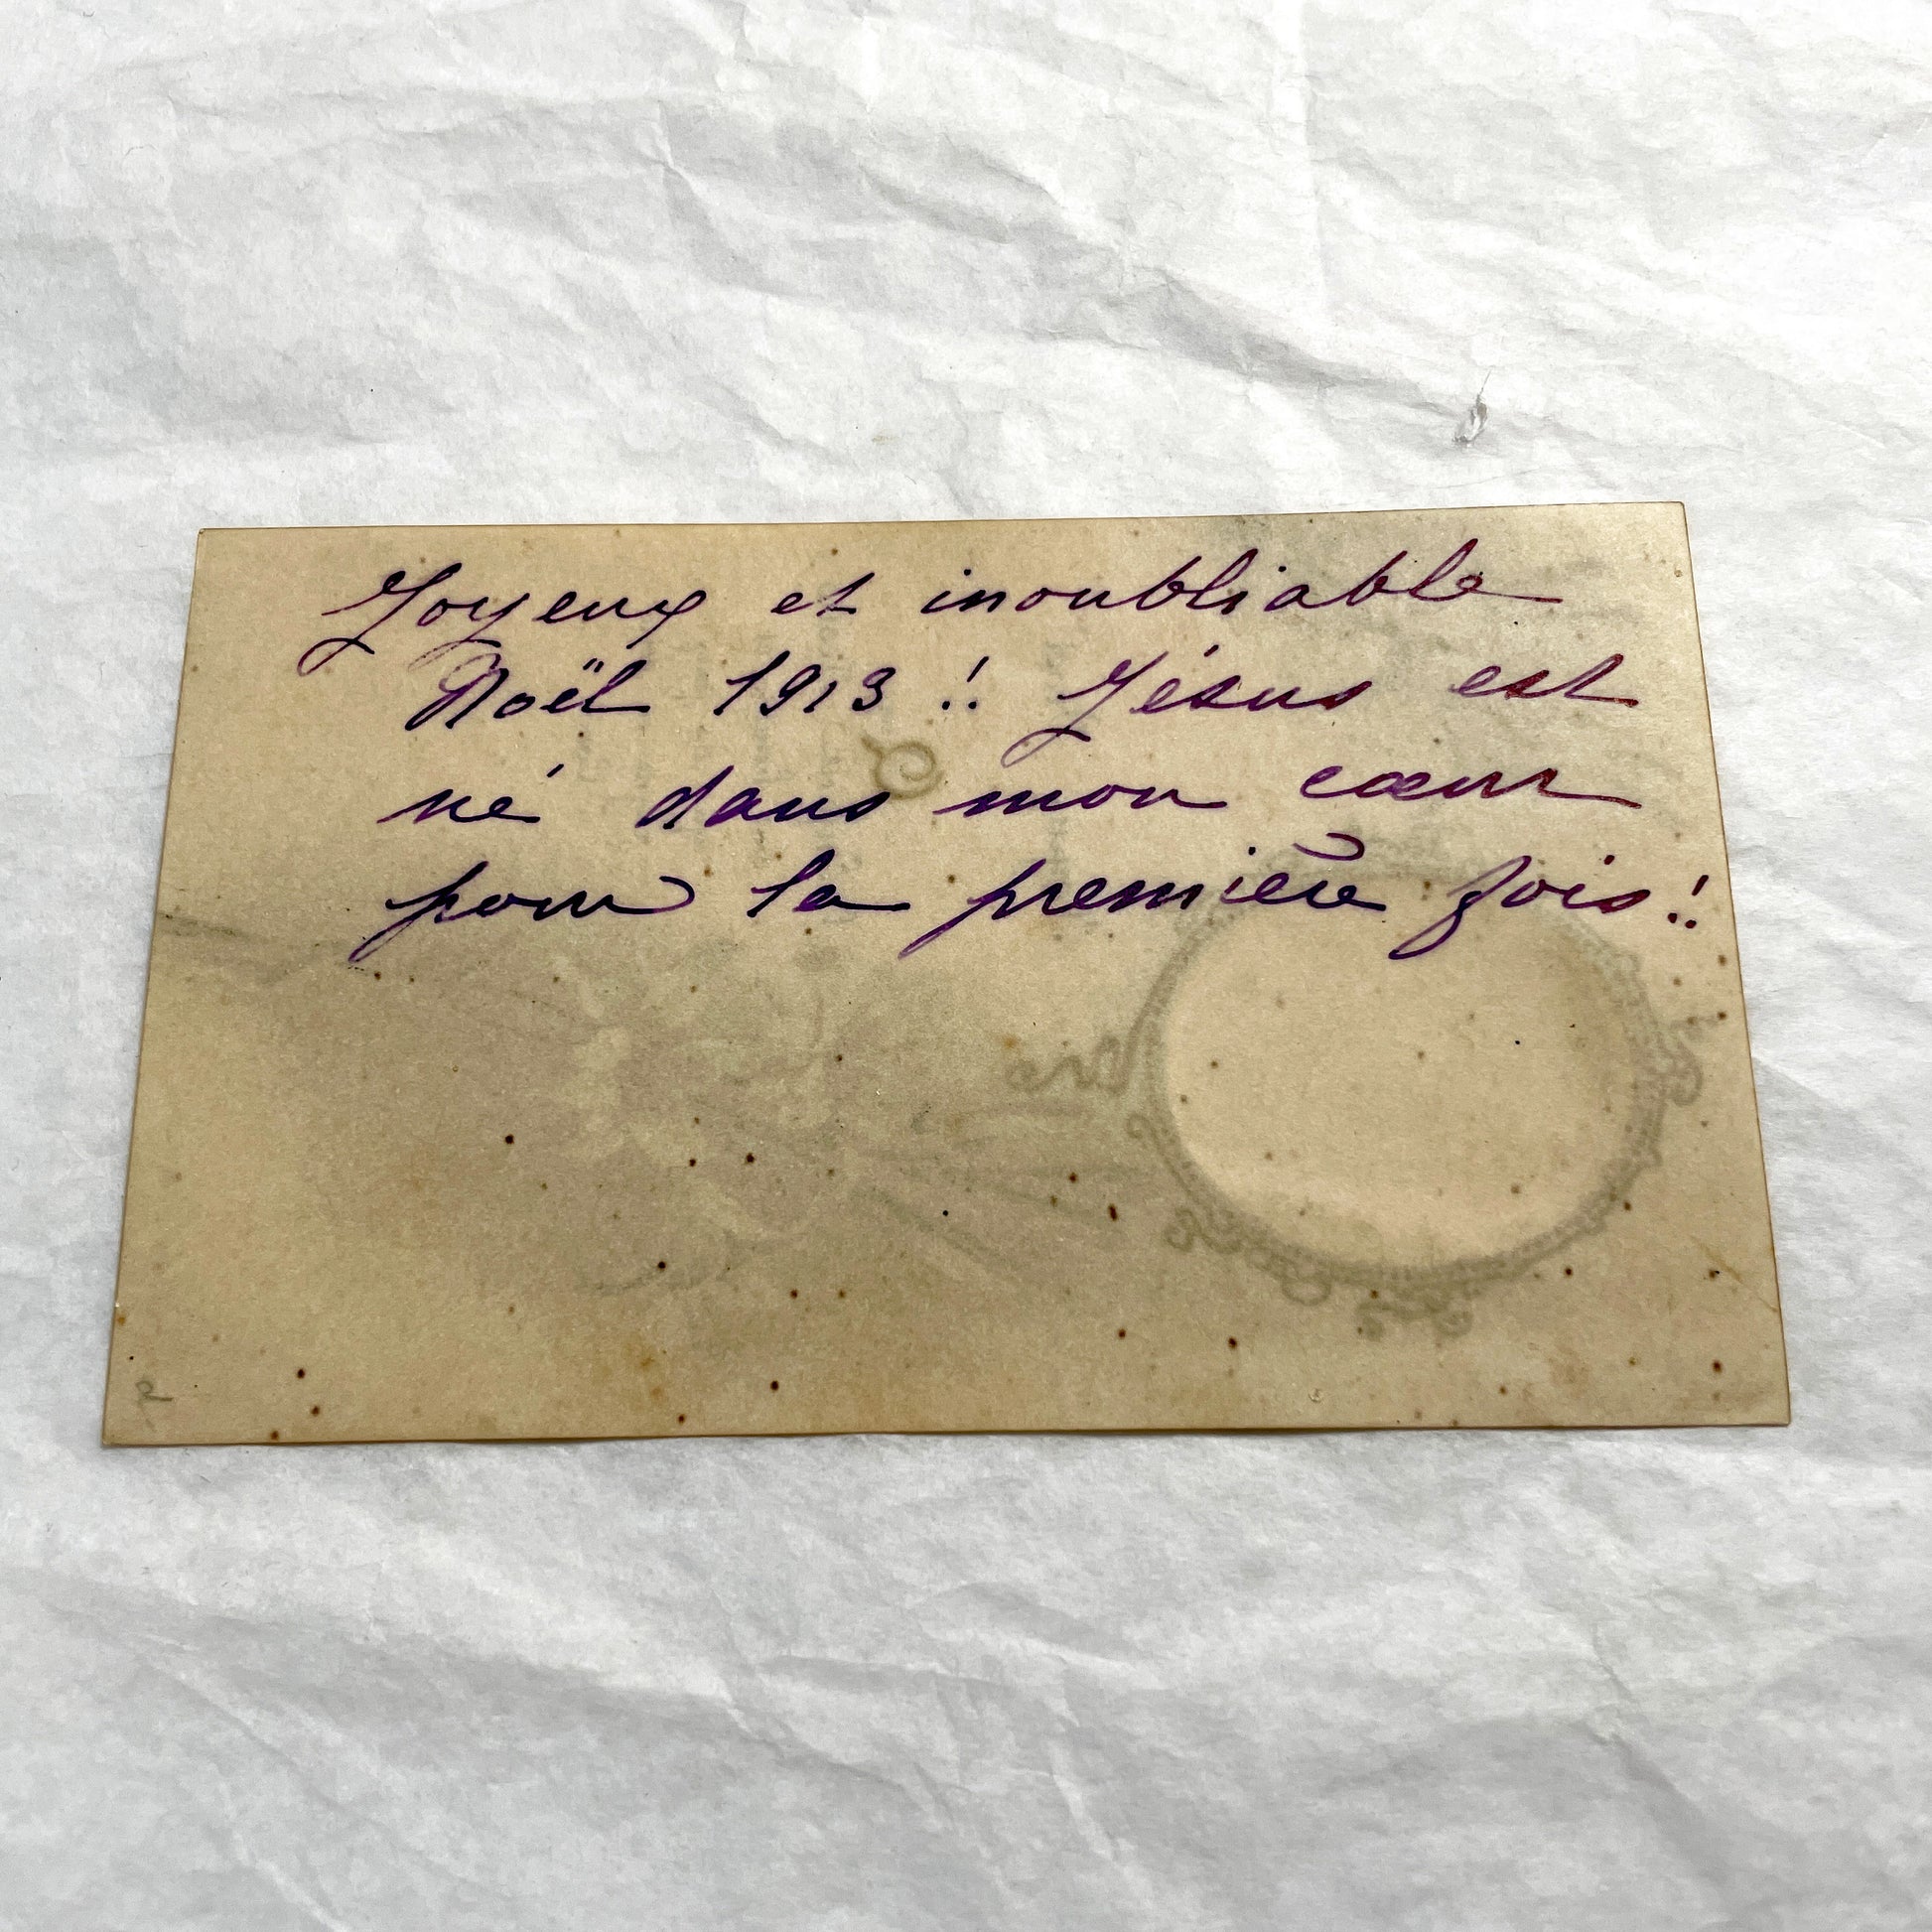 Joyeux et inoubliable
Noël 1913 !! Jésus est
né dans mon cœur
pour la première fois !!